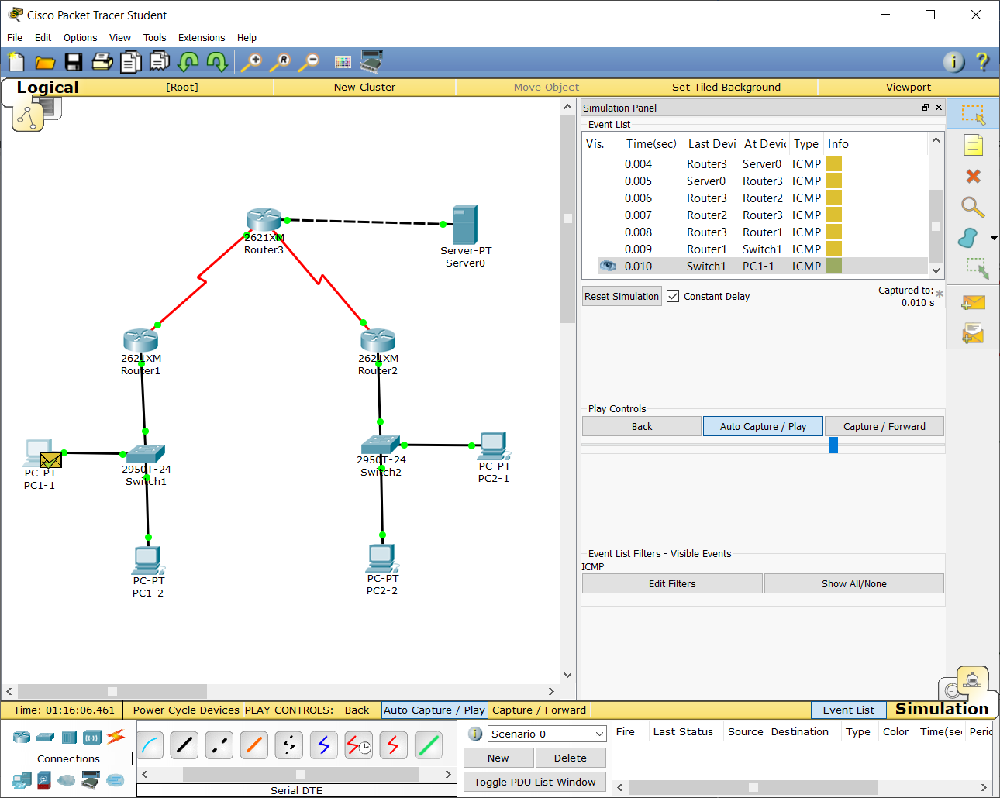 Cisco Packet Tracer Student
File Edit Options View Tools Extensions Help
Logical [Root] New Cluster Move Object Set Tiled Background Viewport
Simulation Panel
Event List
Vis. Time(sec) Last Devi At Devic Type Info
0.004 Router3 Server0 ICMP
0.005 Server0 Router3 ICMP
0.006 Router3 Router2 ICMP
0.007 Router2 Router3 ICMP
0.008 Router3 Router1 ICMP
0.009 Router1 Switch1 ICMP
0.010 Switch1 PC1-1 ICMP
Reset Simulation Constant Delay Captured to: *
0.010 s
Play Controls
Back Auto Capture / Play Capture / Forward
Event List Filters - Visible Events
ICMP
Edit Filters Show All/None
2621XM
Router3
Server-PT
Server0
2621XM
Router1
2621XM
Router2
PC-PT
PC1-1
2950T-24
Switch1
2950T-24
Switch2
PC-PT
PC2-1
PC-PT
PC1-2
PC-PT
PC2-2
Time: 01:16:06.461 Power Cycle Devices PLAY CONTROLS: Back Auto Capture / Play Capture / Forward Event List Simulation
Connections
Serial DTE
Scenario 0
New Delete
Toggle PDU List Window
Fire Last Status Source Destination Type Color Time(sec Perio